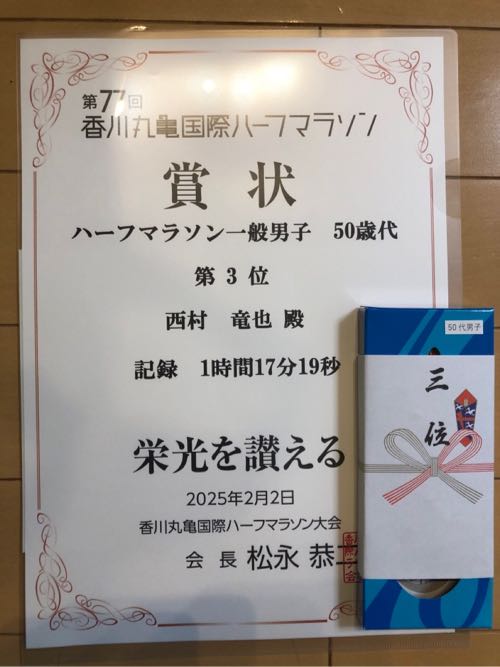 第77回
香川丸亀国際ハーフマラソン
賞状
ハーフマラソン一般男子 50歳代
第 3 位
西村 竜也 殿
記録 1時間17分19秒
栄光を讃える
2025年2月2日
香川丸亀国際ハーフマラソン大会
会長 松永 恭
50代男子
三位